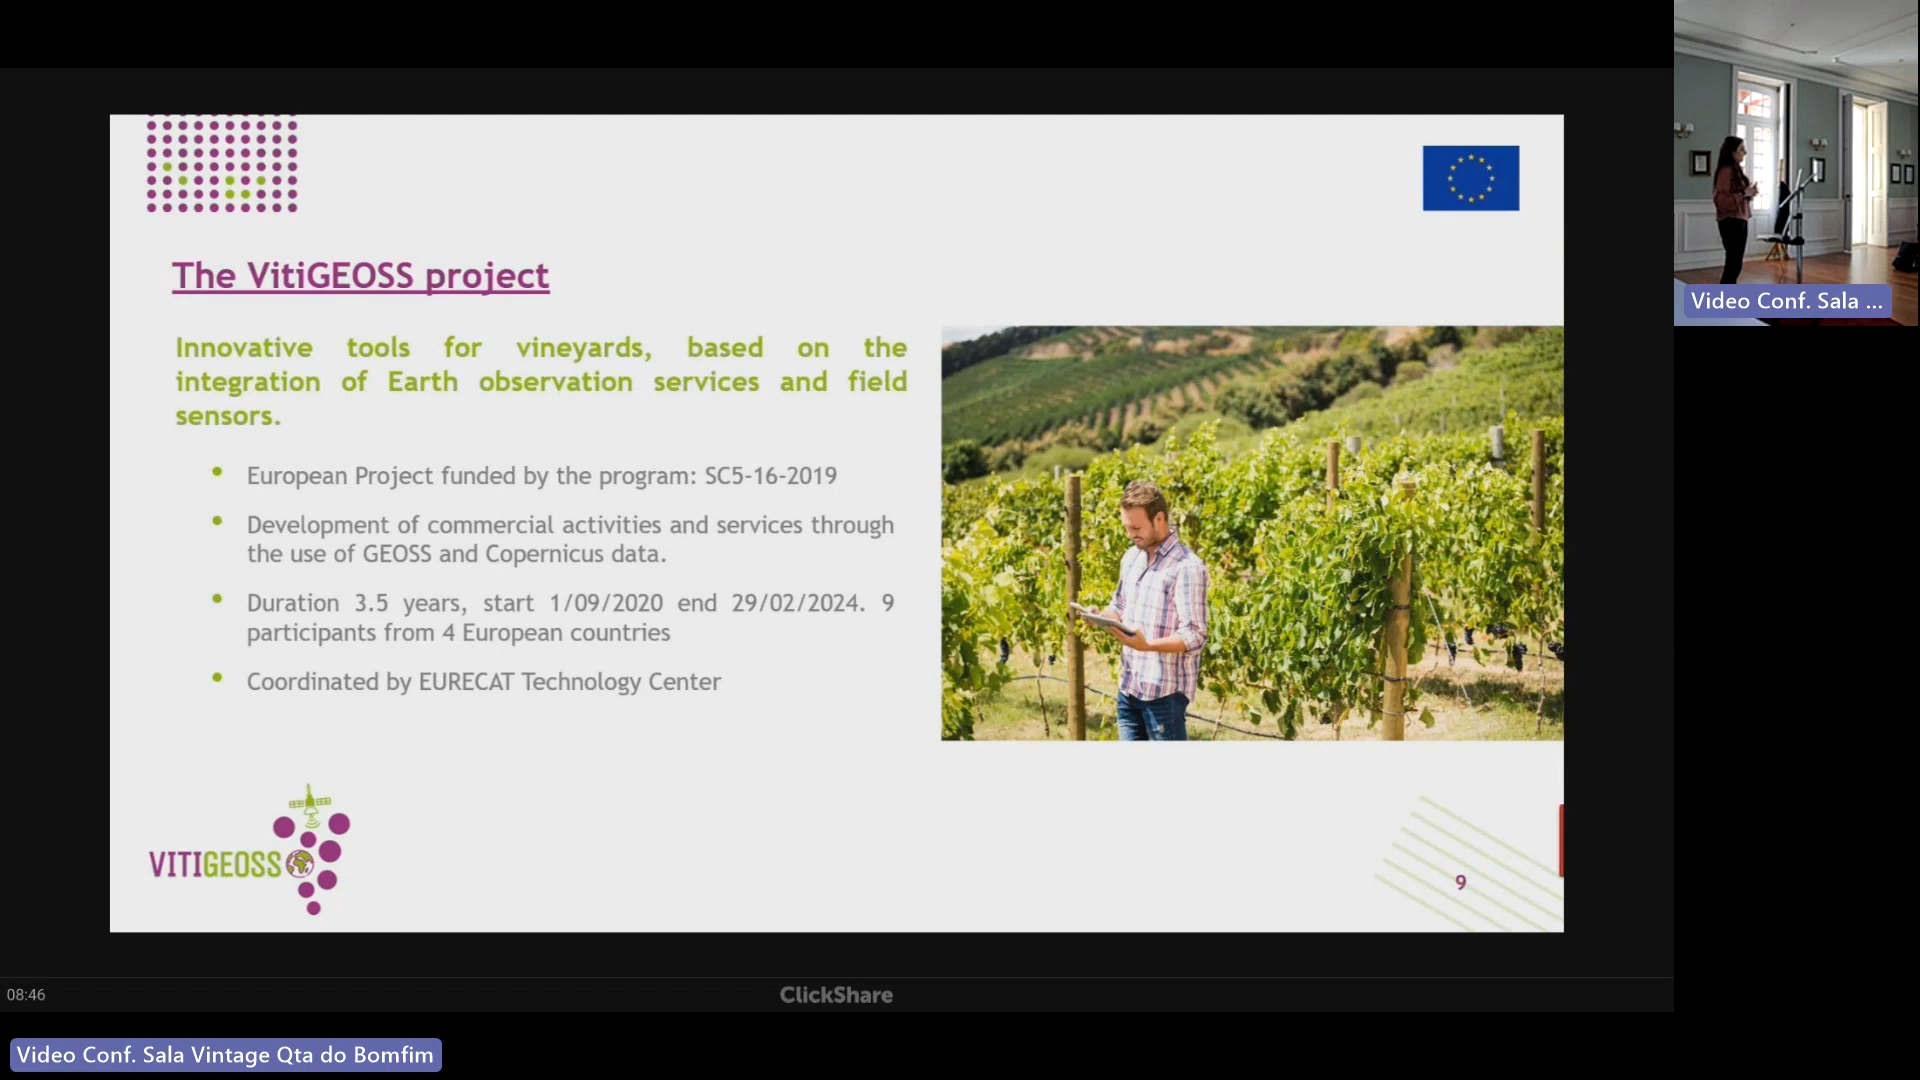 The VitiGEOSS project
Innovative tools for vineyards, based on the
integration of Earth observation services and field
sensors.
European Project funded by the program: SC5-16-2019
Development of commercial activities and services through
the use of GEOSS and Copernicus data.
Duration 3.5 years, start 1/09/2020 end 29/02/2024. 9
participants from 4 European countries
Coordinated by EURECAT Technology Center
VITIGEOSS
9
Video Conf. Sala ...
08:46
ClickShare
Video Conf. Sala Vintage Qta do Bomfim